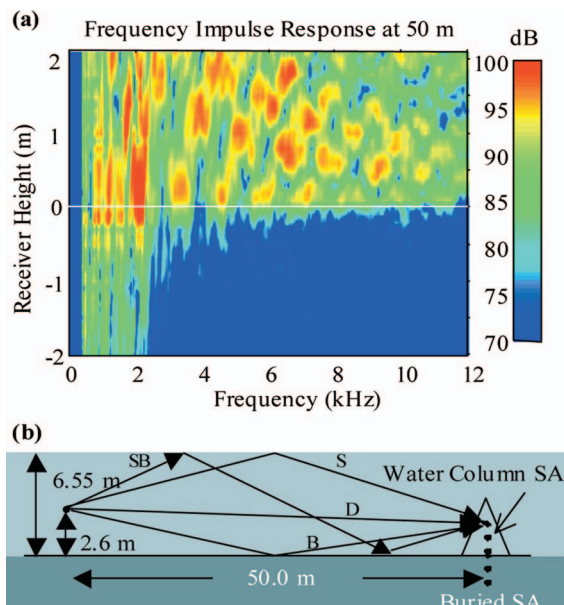 (a)
Frequency Impulse Response at 50 m
dB
2
1
0
-1
-2
Receiver Height (m)
100
95
90
85
80
75
70
0 2 4 6 8 10 12
Frequency (kHz)
(b)
SB
S
Water Column SA
6.55 m
D
2.6 m
B
50.0 m
Buried SA